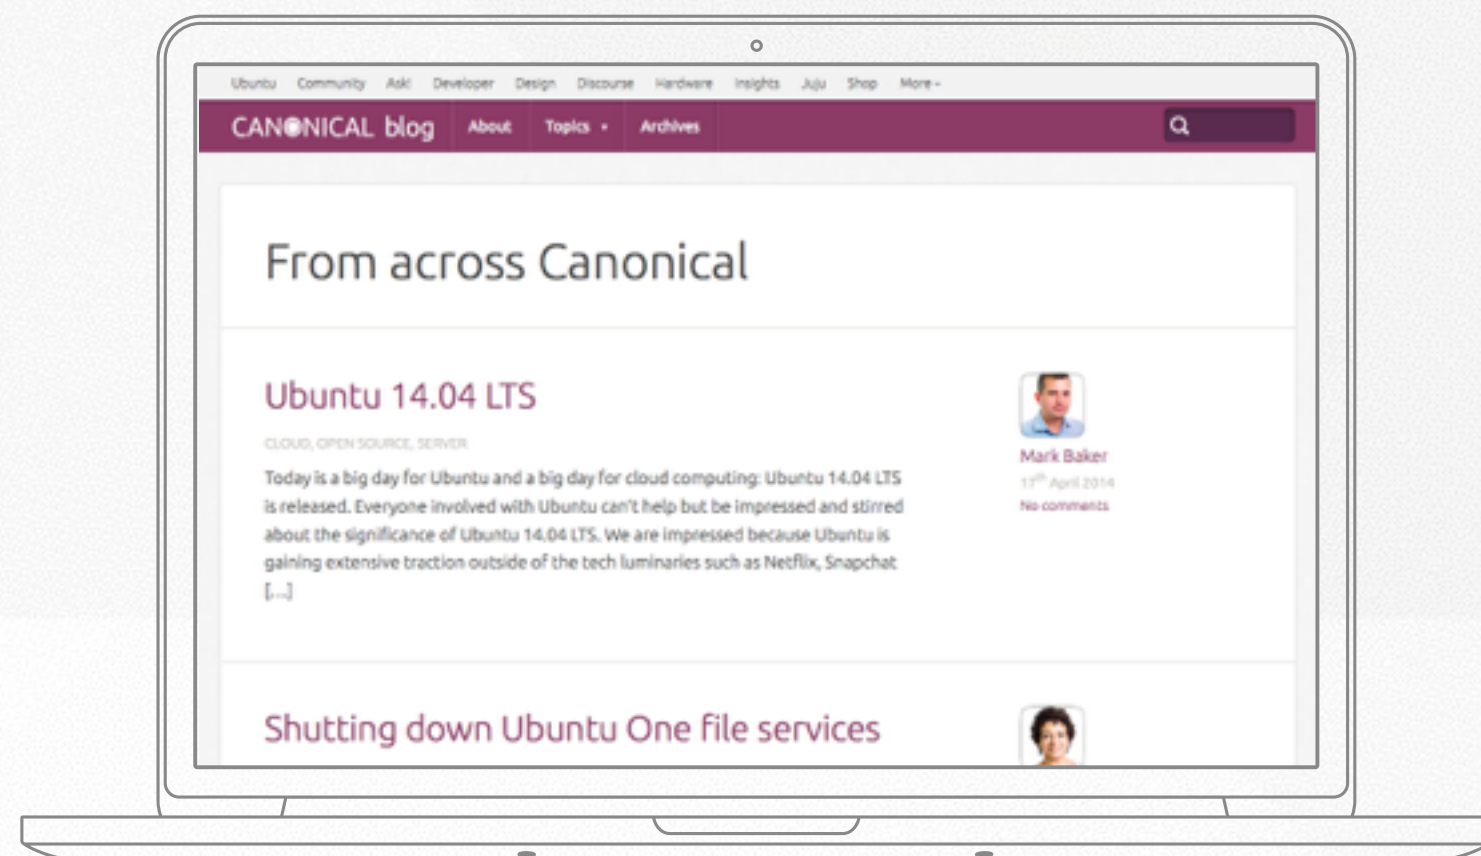 Ubuntu Community Ask! Developer Design Discourse Hardware Insights Juju Shop More
CANONICAL blog About Topics Archives
From across Canonical
Ubuntu 14.04 LTS
CLOUD, OPEN SOURCE, SERVER
Today is a big day for Ubuntu and a big day for cloud computing: Ubuntu 14.04 LTS
is released. Everyone involved with Ubuntu can't help but be impressed and stirred
about the significance of Ubuntu 14.04 LTS. We are impressed because Ubuntu is
gaining extensive traction outside of the tech luminaries such as Netflix, Snapchat
[...]
Mark Baker
17th April 2014
No comments
Shutting down Ubuntu One file services